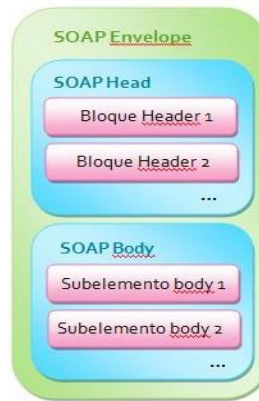 SOAP Envelope
SOAP Head
Bloque Header 1
Bloque Header 2
...
SOAP Body
Subelemento body 1
Subelemento body 2
...